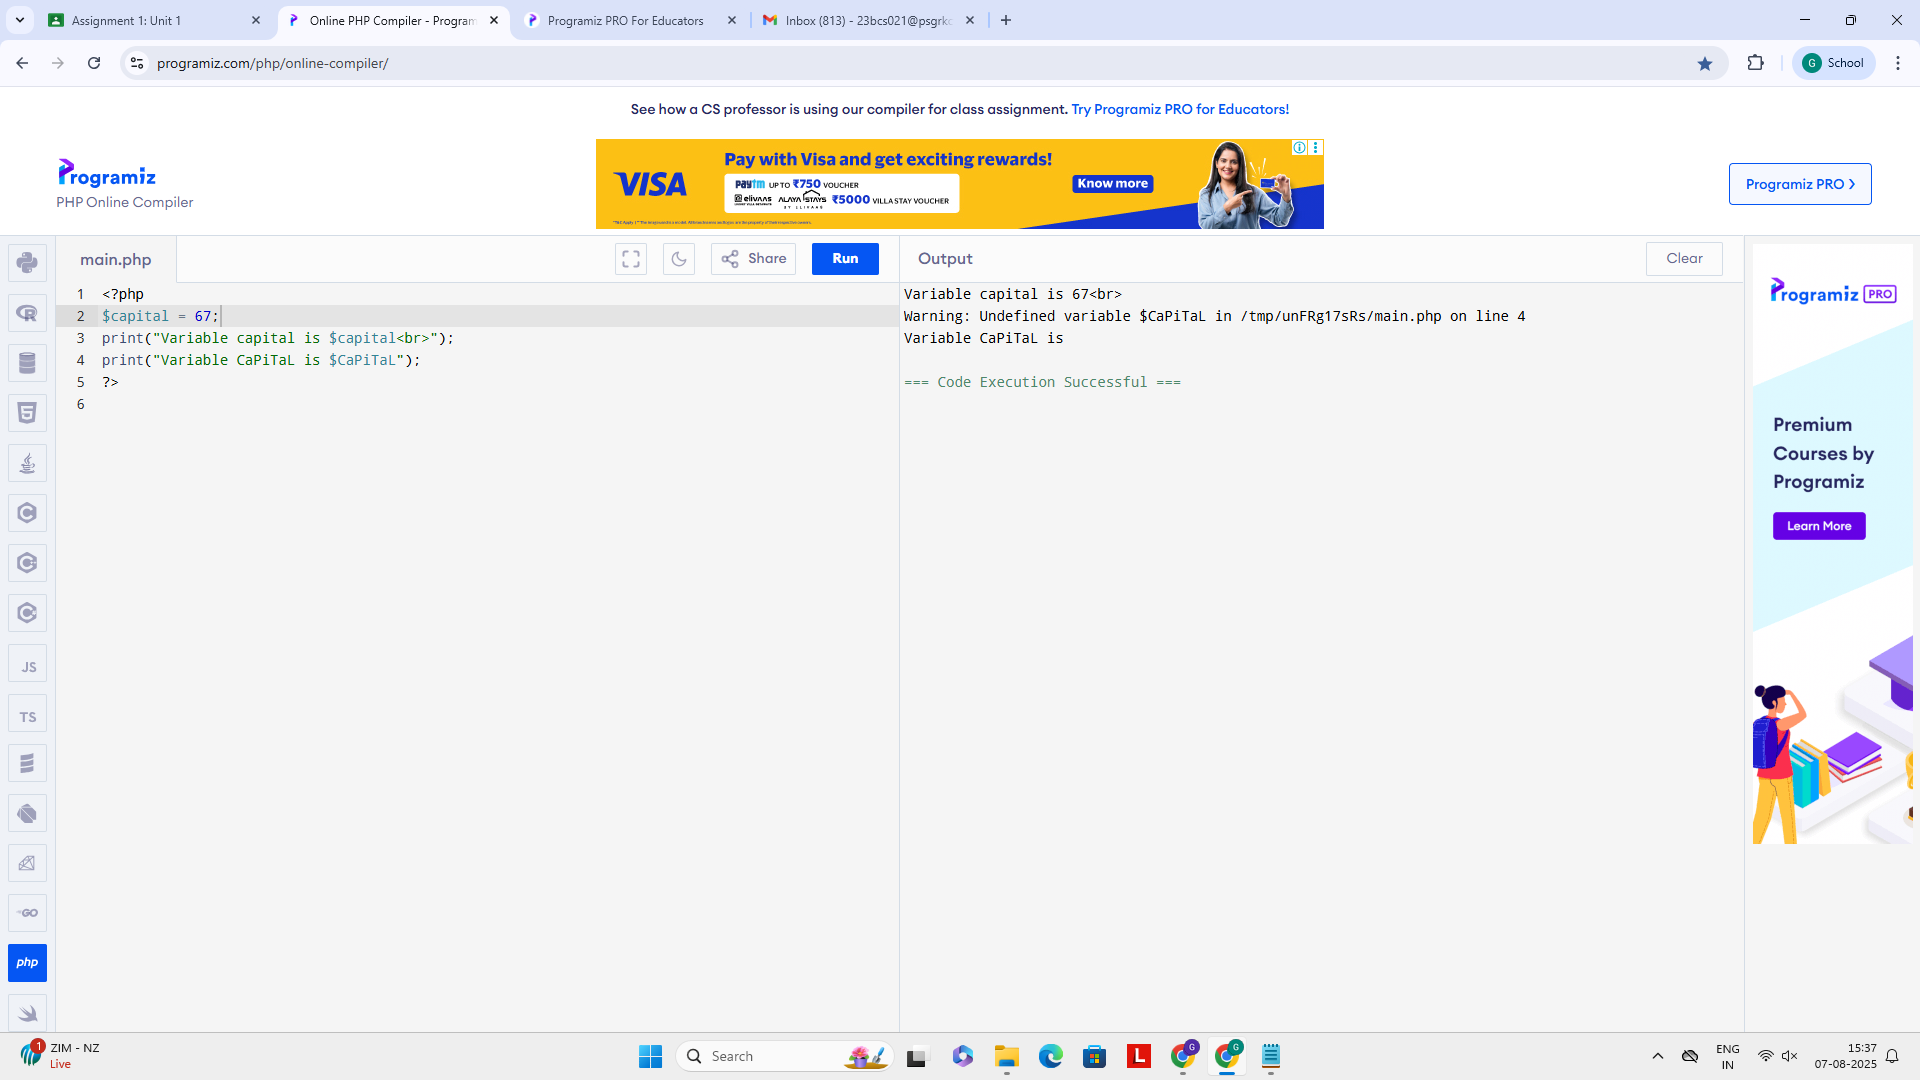 Assignment 1: Unit 1
Online PHP Compiler - Program
Programiz PRO For Educators
Inbox (813) - 23bcs021@psgrkc
programiz.com/php/online-compiler/
G School
See how a CS professor is using our compiler for class assignment. Try Programiz PRO for Educators!
Programiz
PHP Online Compiler
VISA
Pay with Visa and get exciting rewards!
Paytm UP TO ₹750 VOUCHER
elivaas ALAYA STAYS BY ELIVAAS ₹5000 VILLA STAY VOUCHER
Know more
Programiz PRO ❯
main.php
Share
Run
Output
Clear
1 <?php
2 $capital = 67;
3 print("Variable capital is $capital<br>");
4 print("Variable CaPiTaL is $CaPiTaL");
5 ?>
6
Variable capital is 67<br>
Warning: Undefined variable $CaPiTaL in /tmp/unFRg17sRs/main.php on line 4
Variable CaPiTaL is
=== Code Execution Successful ===
JS
TS
GO
php
Programiz PRO
Premium
Courses by
Programiz
Learn More
1
ZIM - NZ
Live
Search
L
G
G
ENG
IN
15:37
07-08-2025